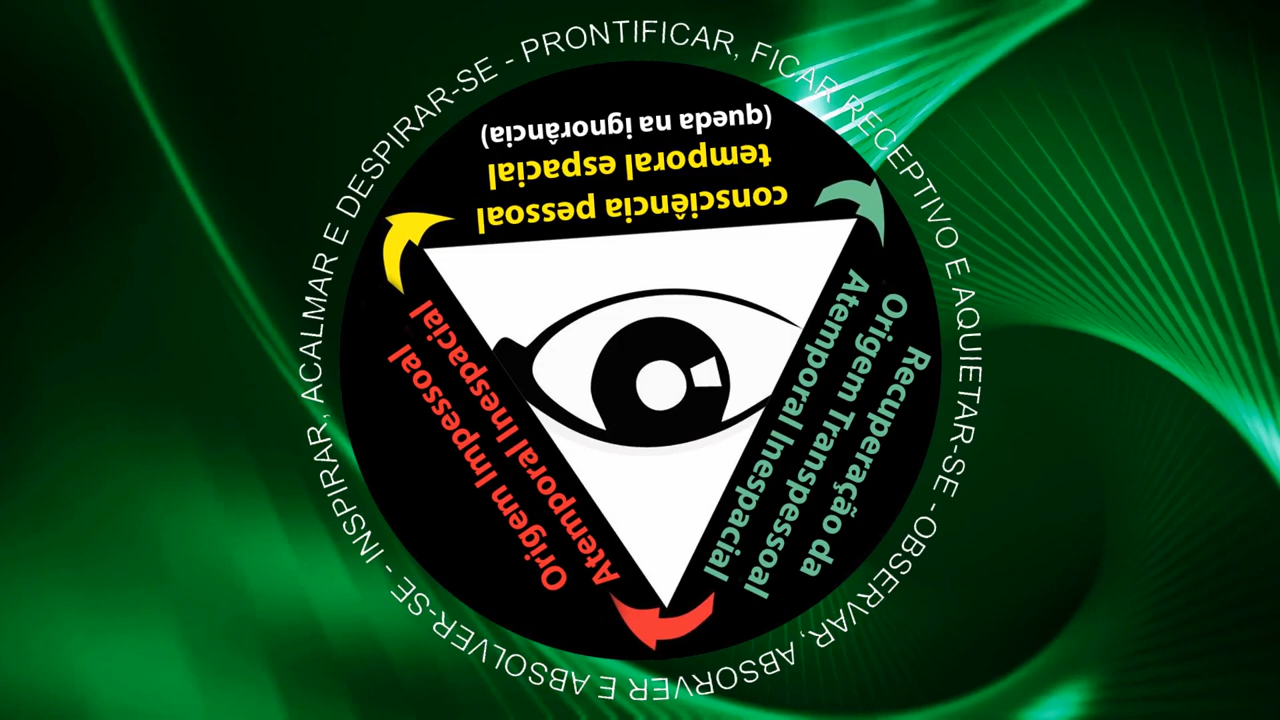 PRONTIFICAR, FICAR RECEPTIVO E AQUIETAR-SE - OBSERVAR, ABSORVER E ABSOLVER-SE - INSPIRAR, ACALMAR E DESPIRAR-SE -
consciência pessoal
temporal espacial
(queda na ignorância)
Recuperação da
Origem Transpessoal
Atemporal Inespacial
Origem Impessoal
Atemporal Inespacial